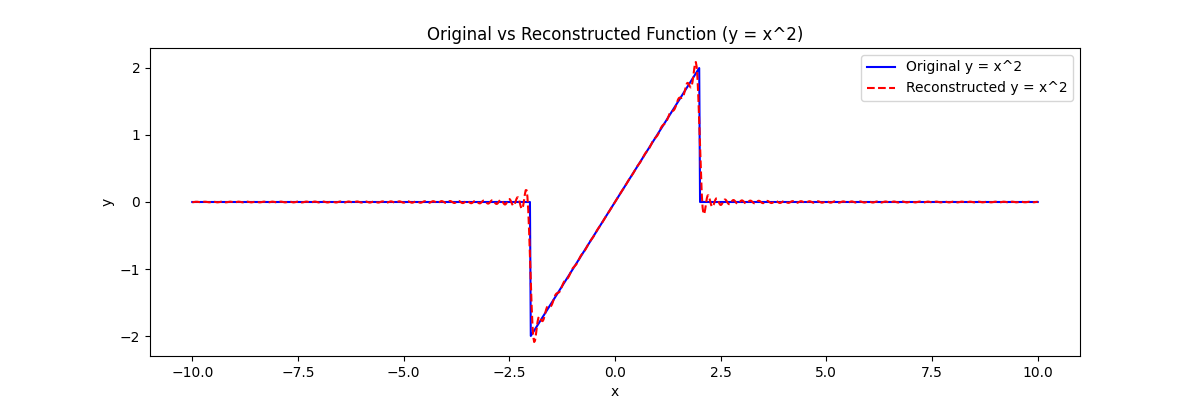 Original vs Reconstructed Function (y = x^2)
Original y = x^2
Reconstructed y = x^2
2
1
0
−1
−2
y
−10.0 −7.5 −5.0 −2.5 0.0 2.5 5.0 7.5 10.0
x